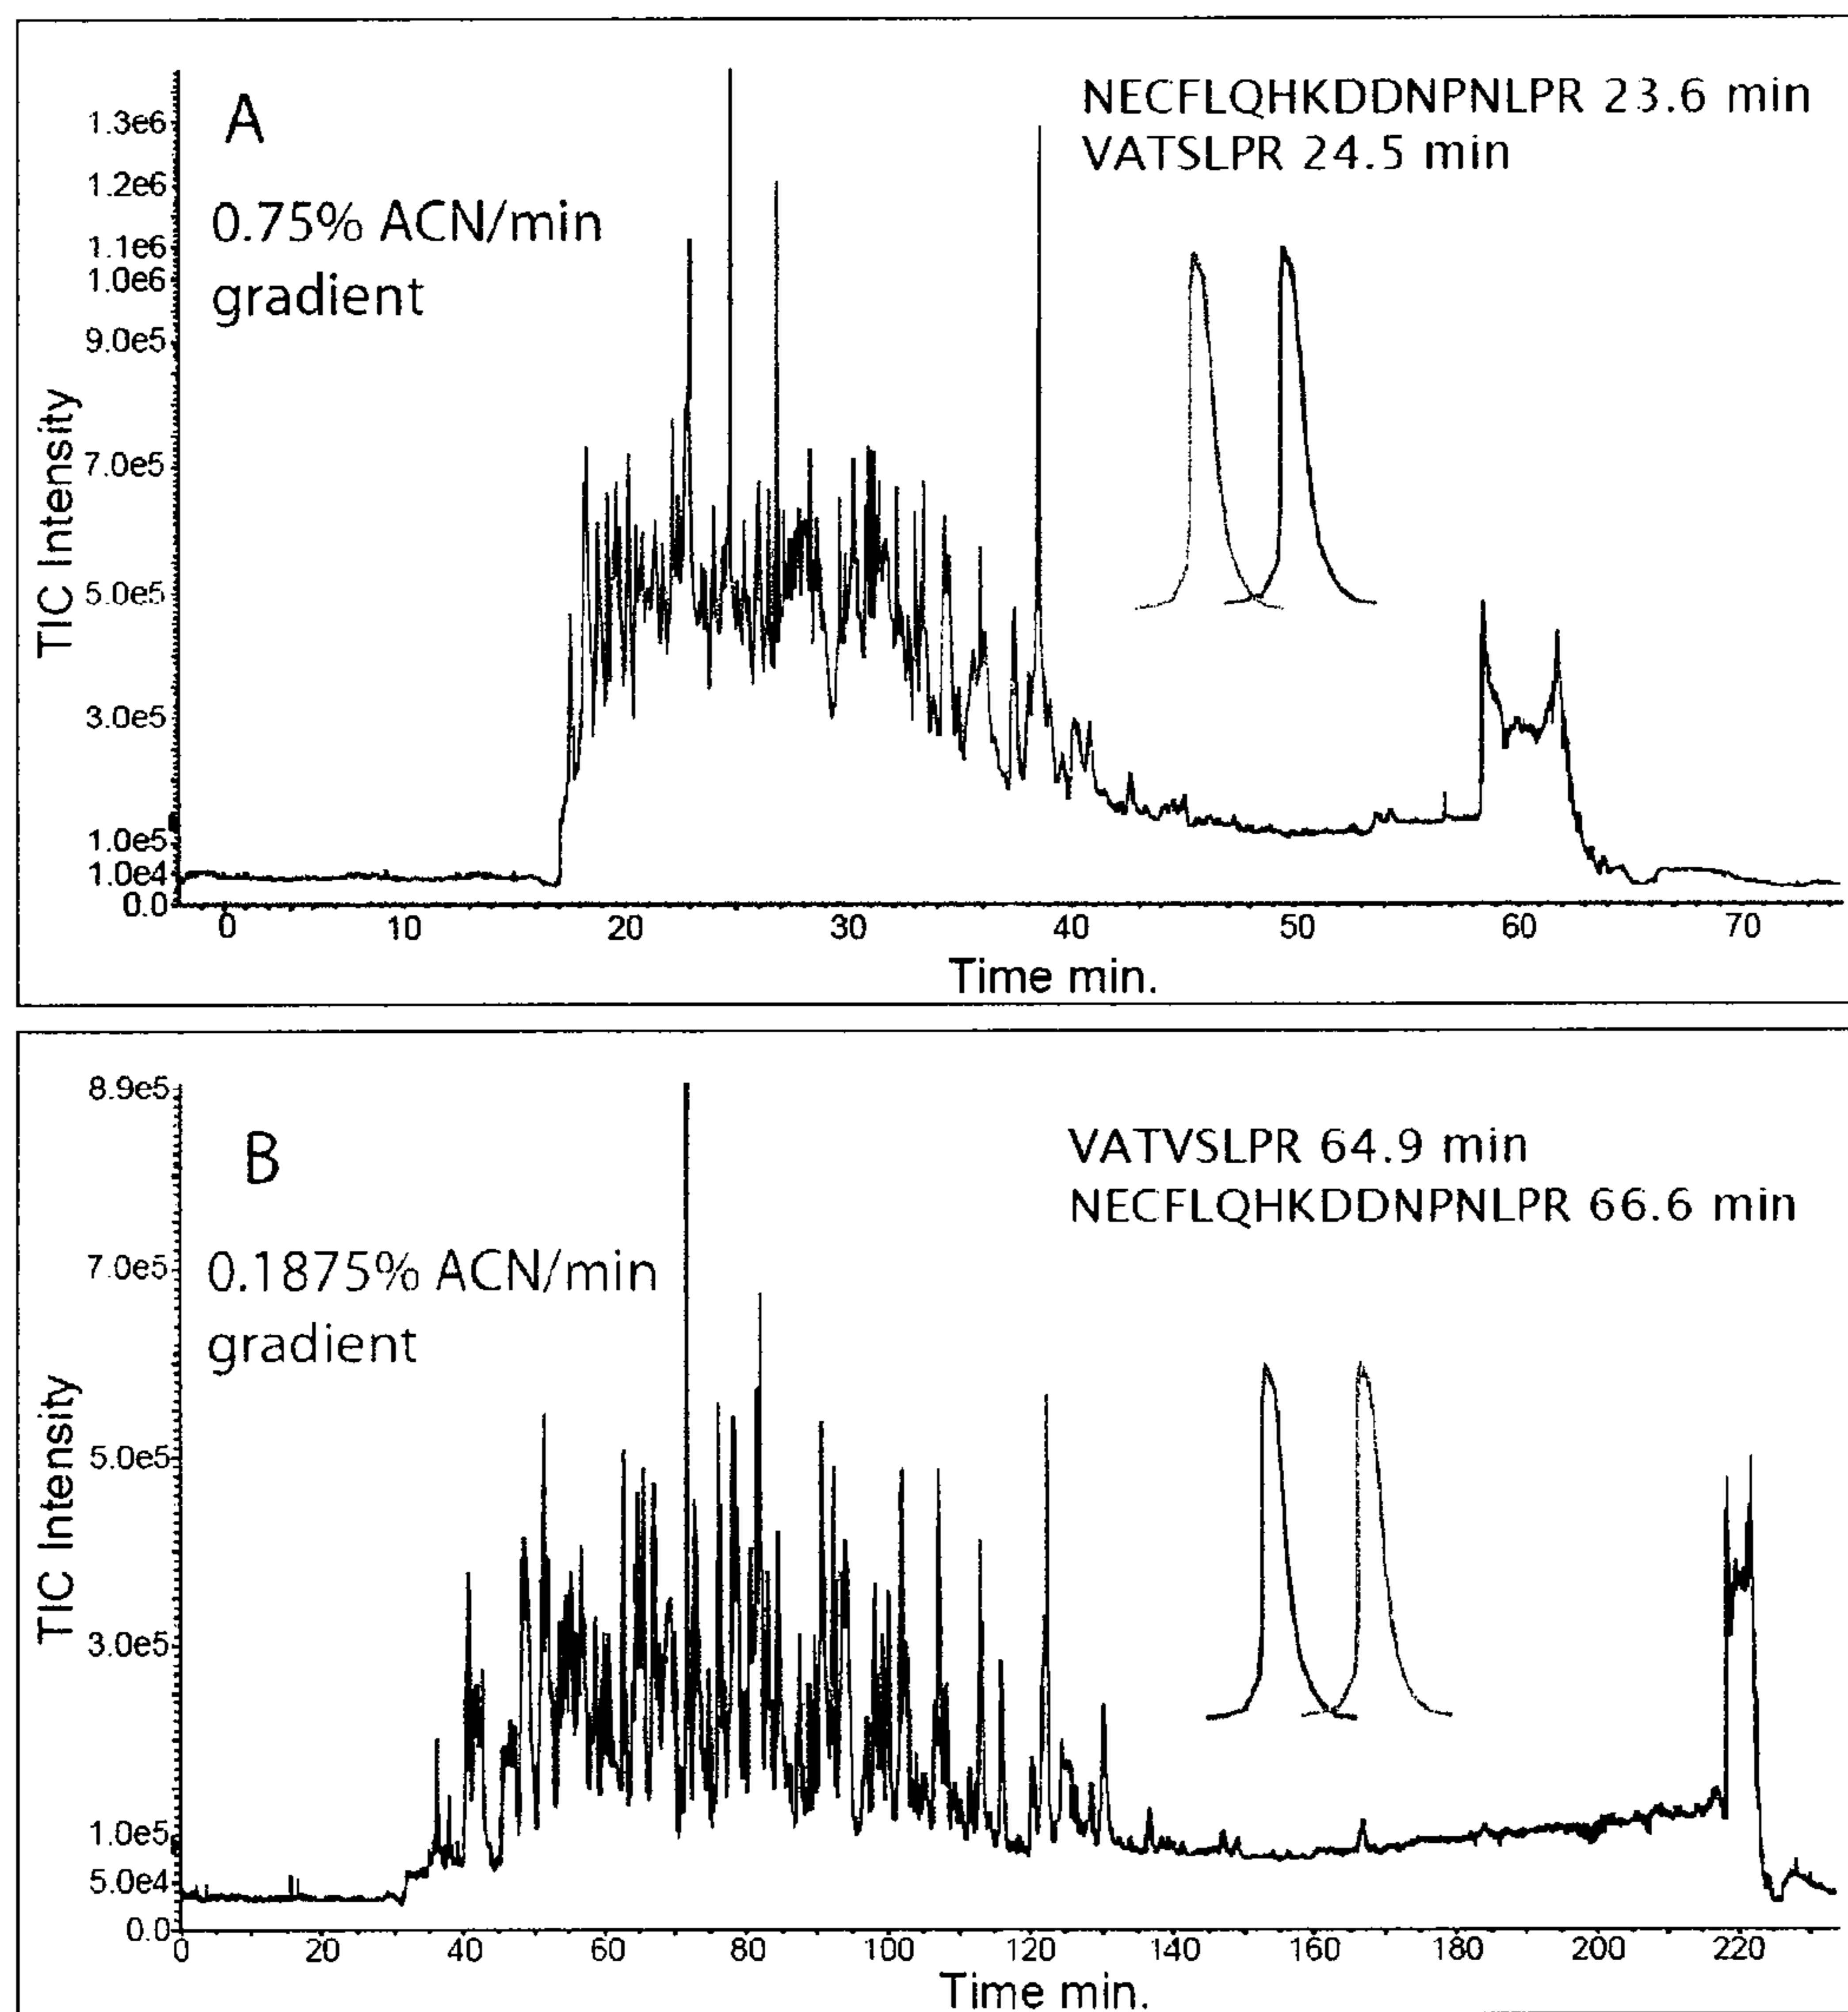 A
NECFLQHKDDNPNLPR 23.6 min
VATSLPR 24.5 min
0.75% ACN/min
gradient
TIC Intensity
1.3e6
1.2e6
1.1e6
1.0e6
9.0e5
7.0e5
5.0e5
3.0e5
1.0e5
1.0e4
0.0
0 10 20 30 40 50 60 70
Time min.
B
VATVSLPR 64.9 min
NECFLQHKDDNPNLPR 66.6 min
0.1875% ACN/min
gradient
TIC Intensity
8.9e5
7.0e5
5.0e5
3.0e5
1.0e5
5.0e4
0.0
0 20 40 60 80 100 120 140 160 180 200 220
Time min.